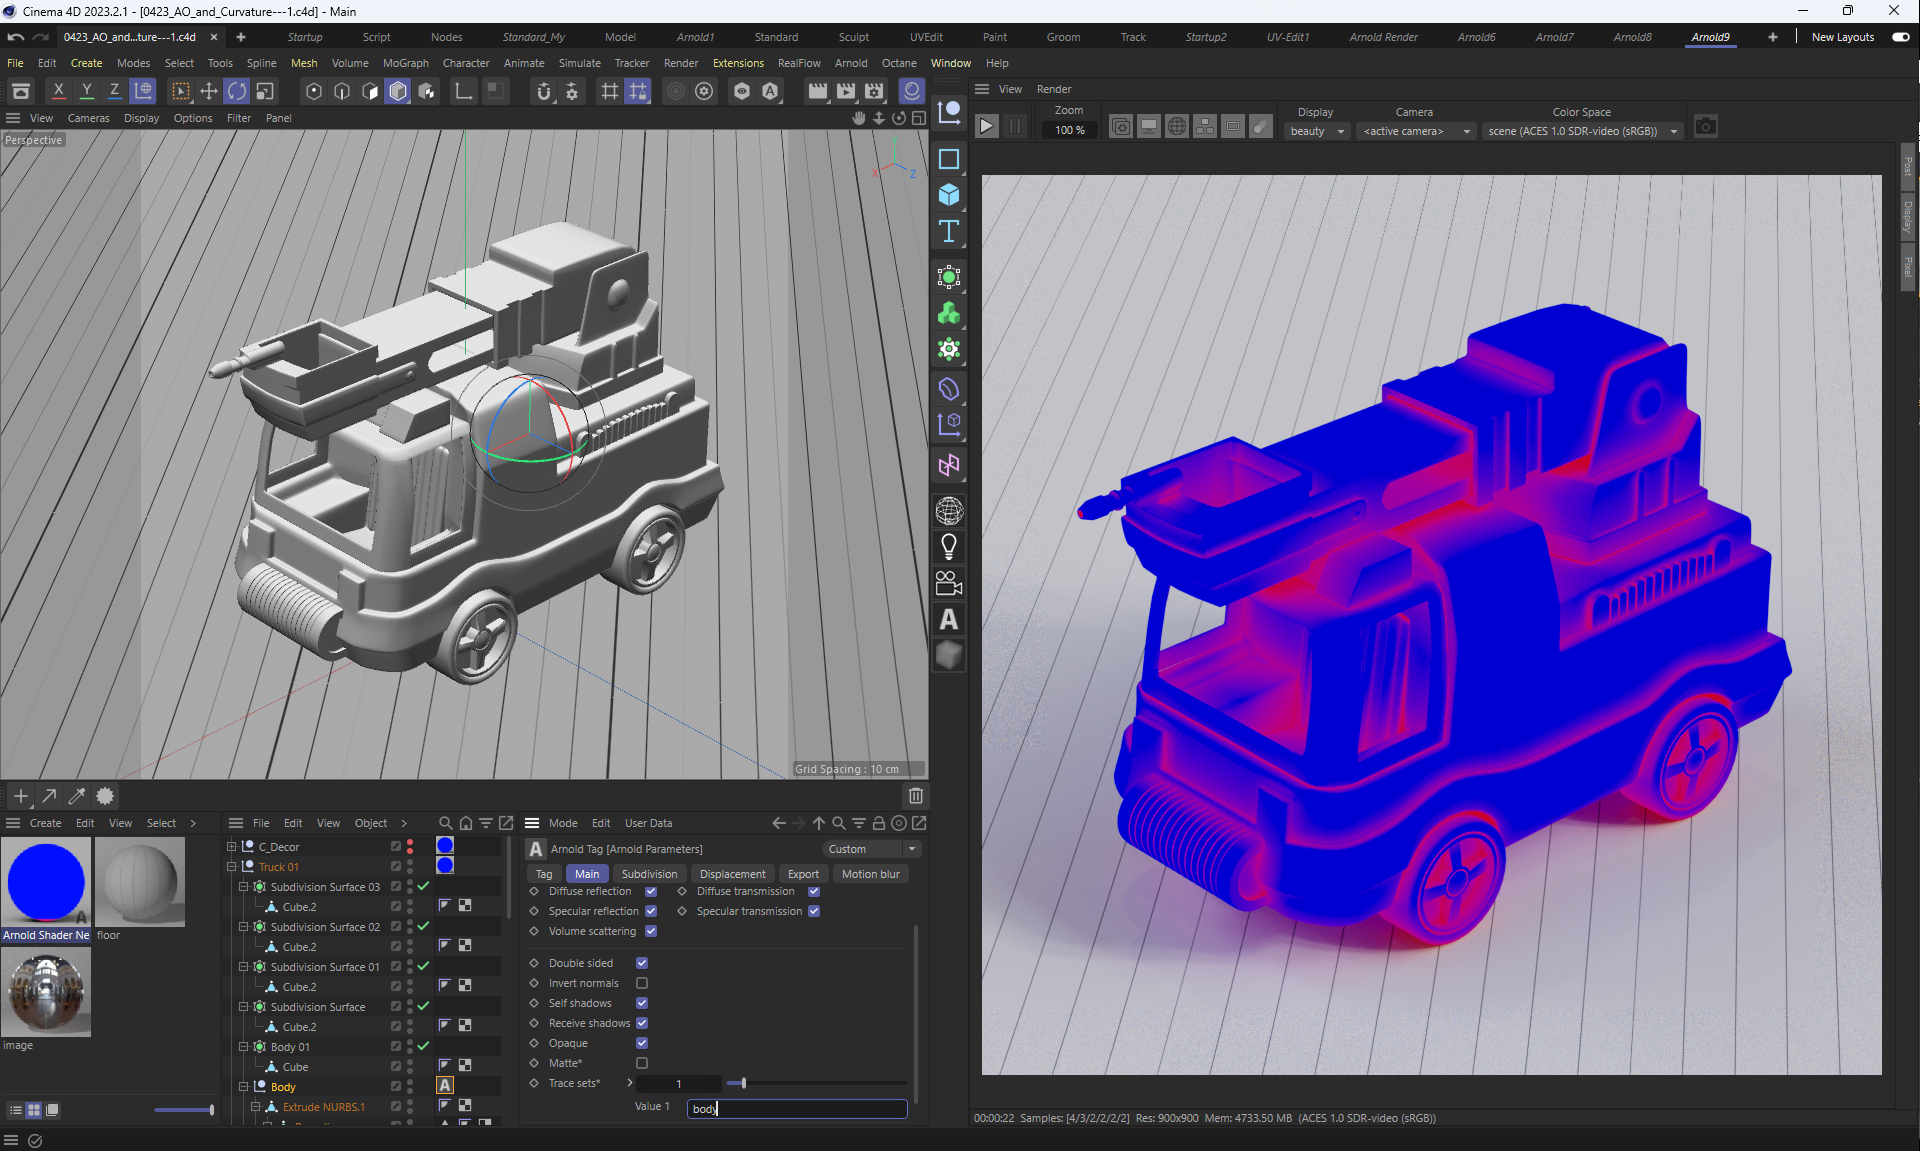 Cinema 4D 2023.2.1 - [0423_AO_and_Curvature---1.c4d] - Main
0423_AO_and...ture---1.c4d
Startup Script Nodes Standard_My Model Arnold1 Standard Sculpt UVEdit Paint Groom Track Startup2 UV-Edit1 Arnold Render Arnold6 Arnold7 Arnold8 Arnold9 New Layouts
File Edit Create Modes Select Tools Spline Mesh Volume MoGraph Character Animate Simulate Tracker Render Extensions RealFlow Arnold Octane Window Help
X Y Z
View Cameras Display Options Filter Panel
Perspective
X
Z
Grid Spacing : 10 cm
View Render
Zoom
100 %
Display
beauty
Camera
<active camera>
Color Space
scene (ACES 1.0 SDR-video (sRGB))
Post
Display
Pixel
T
A
Create Edit View Select
Arnold Shader Ne
floor
image
File Edit View Object
C_Decor
Truck 01
Subdivision Surface 03
Cube.2
Subdivision Surface 02
Cube.2
Subdivision Surface 01
Cube.2
Subdivision Surface
Cube.2
Body 01
Cube
Body
Extrude NURBS.1
Mode Edit User Data
A Arnold Tag [Arnold Parameters]
Custom
Tag Main Subdivision Displacement Export Motion blur
Diffuse reflection Diffuse transmission
Specular reflection Specular transmission
Volume scattering
Double sided
Invert normals
Self shadows
Receive shadows
Opaque
Matte*
Trace sets* 1
Value 1 body
00:00:22 Samples: [4/3/2/2/2/2] Res: 900x900 Mem: 4733.50 MB (ACES 1.0 SDR-video (sRGB))